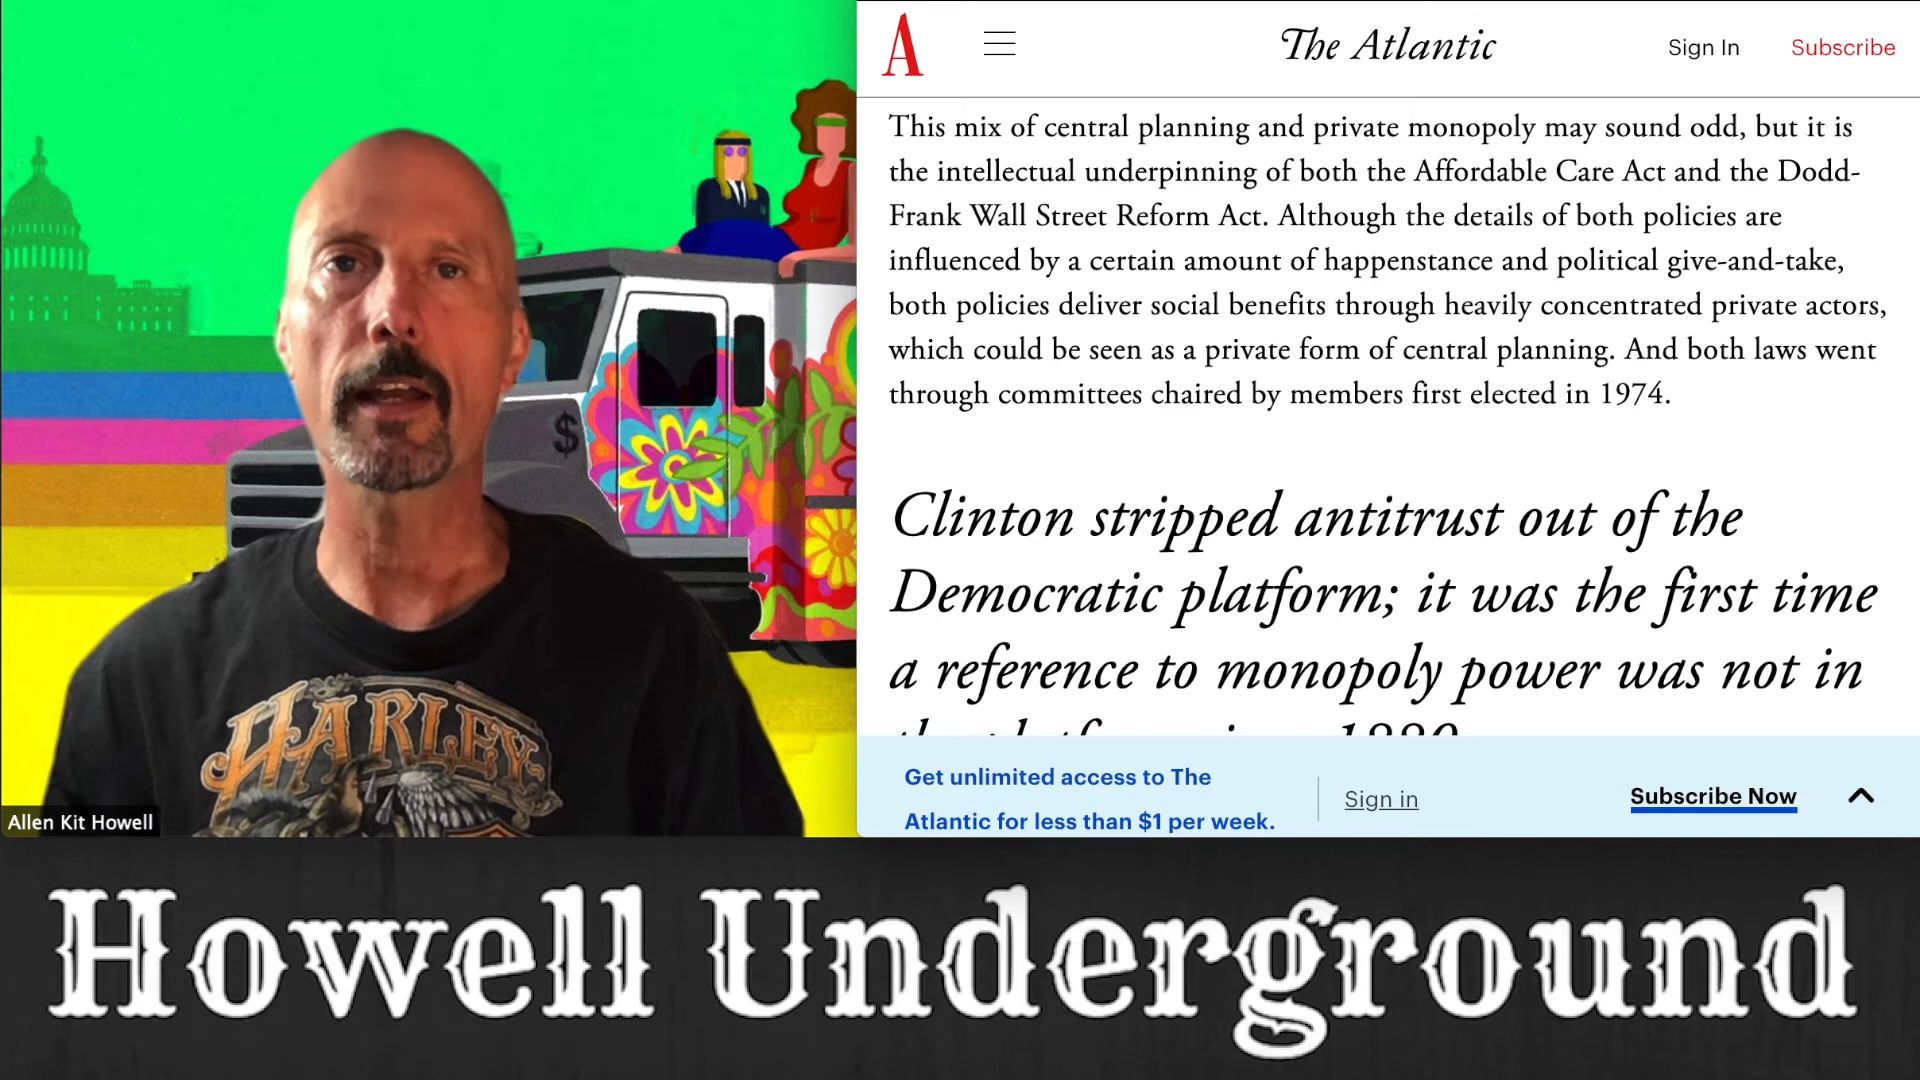 A
The Atlantic
Sign In
Subscribe
This mix of central planning and private monopoly may sound odd, but it is
the intellectual underpinning of both the Affordable Care Act and the Dodd-
Frank Wall Street Reform Act. Although the details of both policies are
influenced by a certain amount of happenstance and political give-and-take,
both policies deliver social benefits through heavily concentrated private actors,
which could be seen as a private form of central planning. And both laws went
through committees chaired by members first elected in 1974.
Clinton stripped antitrust out of the
Democratic platform; it was the first time
a reference to monopoly power was not in
Get unlimited access to The
Atlantic for less than $1 per week.
Sign in
Subscribe Now
$
HARLEY
Allen Kit Howell
Howell Underground